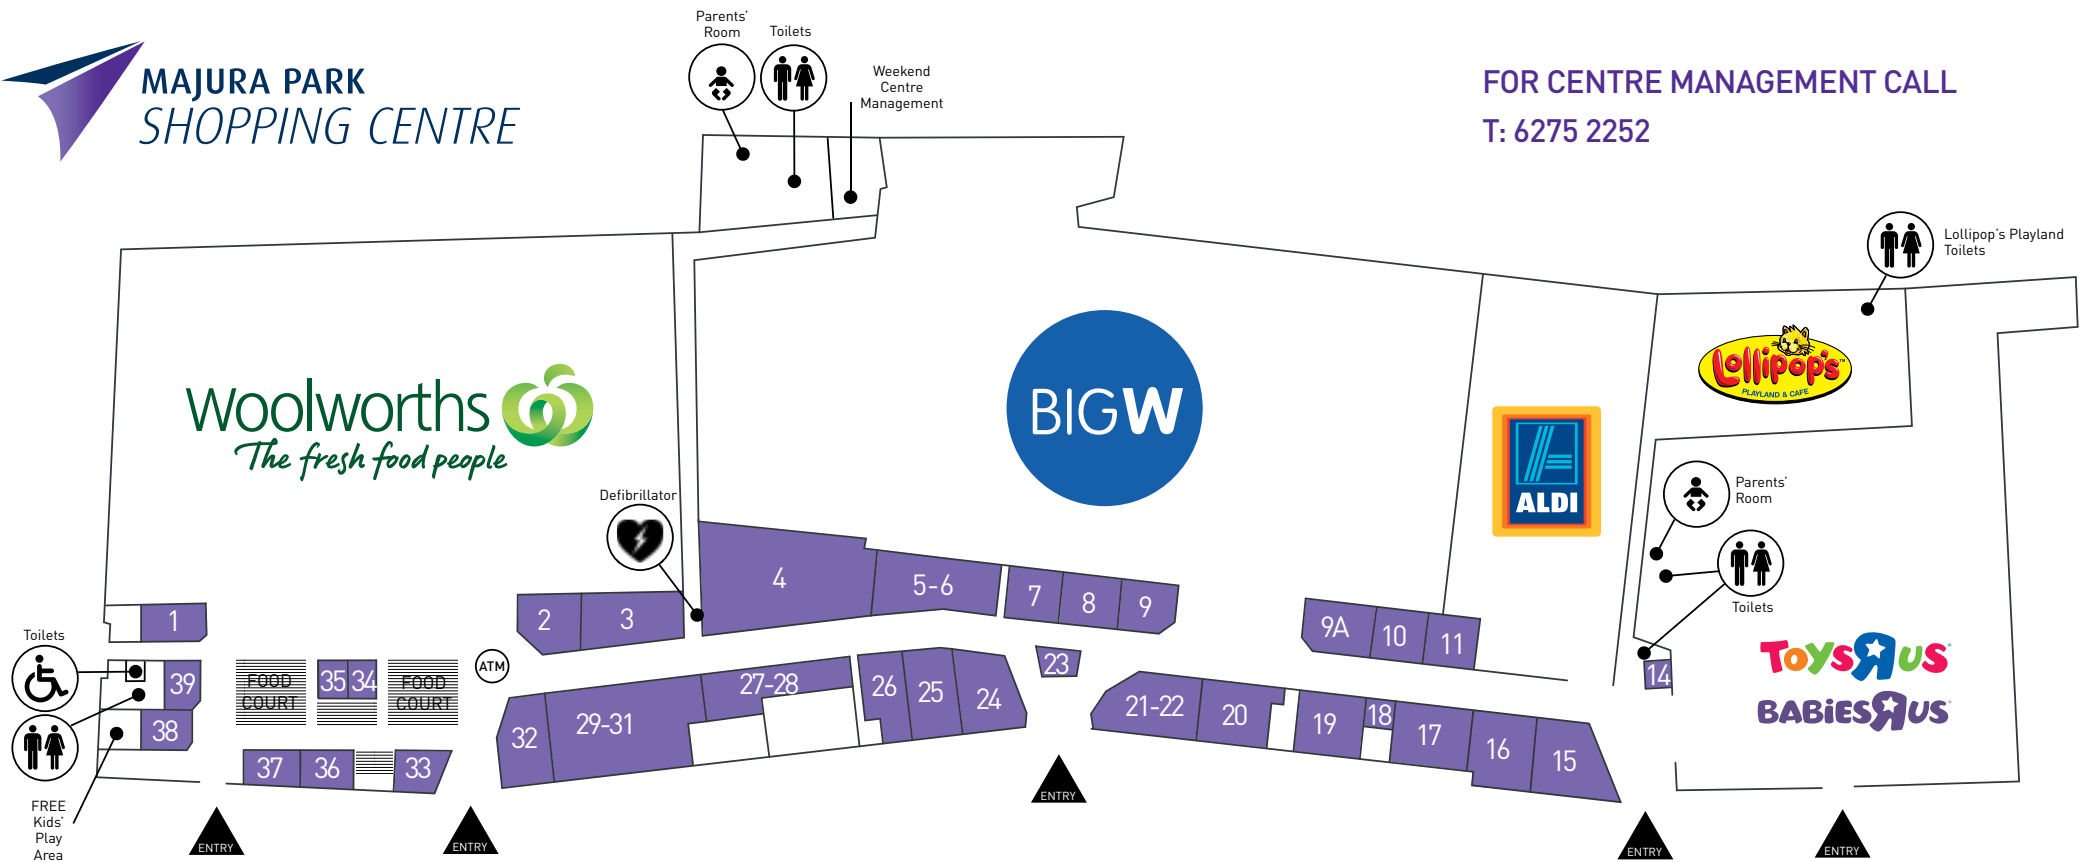 MAJURA PARK
SHOPPING CENTRE
Parents'
Room
Toilets
Weekend
Centre
Management
FOR CENTRE MANAGEMENT CALL
T: 6275 2252
Lollipop's Playland
Toilets
Woolworths
The fresh food people
BIGW
ALDI
Lollipop's™
PLAYLAND & CAFE
Parents'
Room
Toilets
Defibrillator
TOYSRUS®
BABIESRUS®
1
2
3
4
5-6
7
8
9
9A
10
11
14
Toilets
39
38
FOOD
COURT
35
34
FOOD
COURT
ATM
37
36
33
32
29-31
27-28
26
25
24
23
21-22
20
19
18
17
16
15
FREE
Kids'
Play
Area
ENTRY
ENTRY
ENTRY
ENTRY
ENTRY